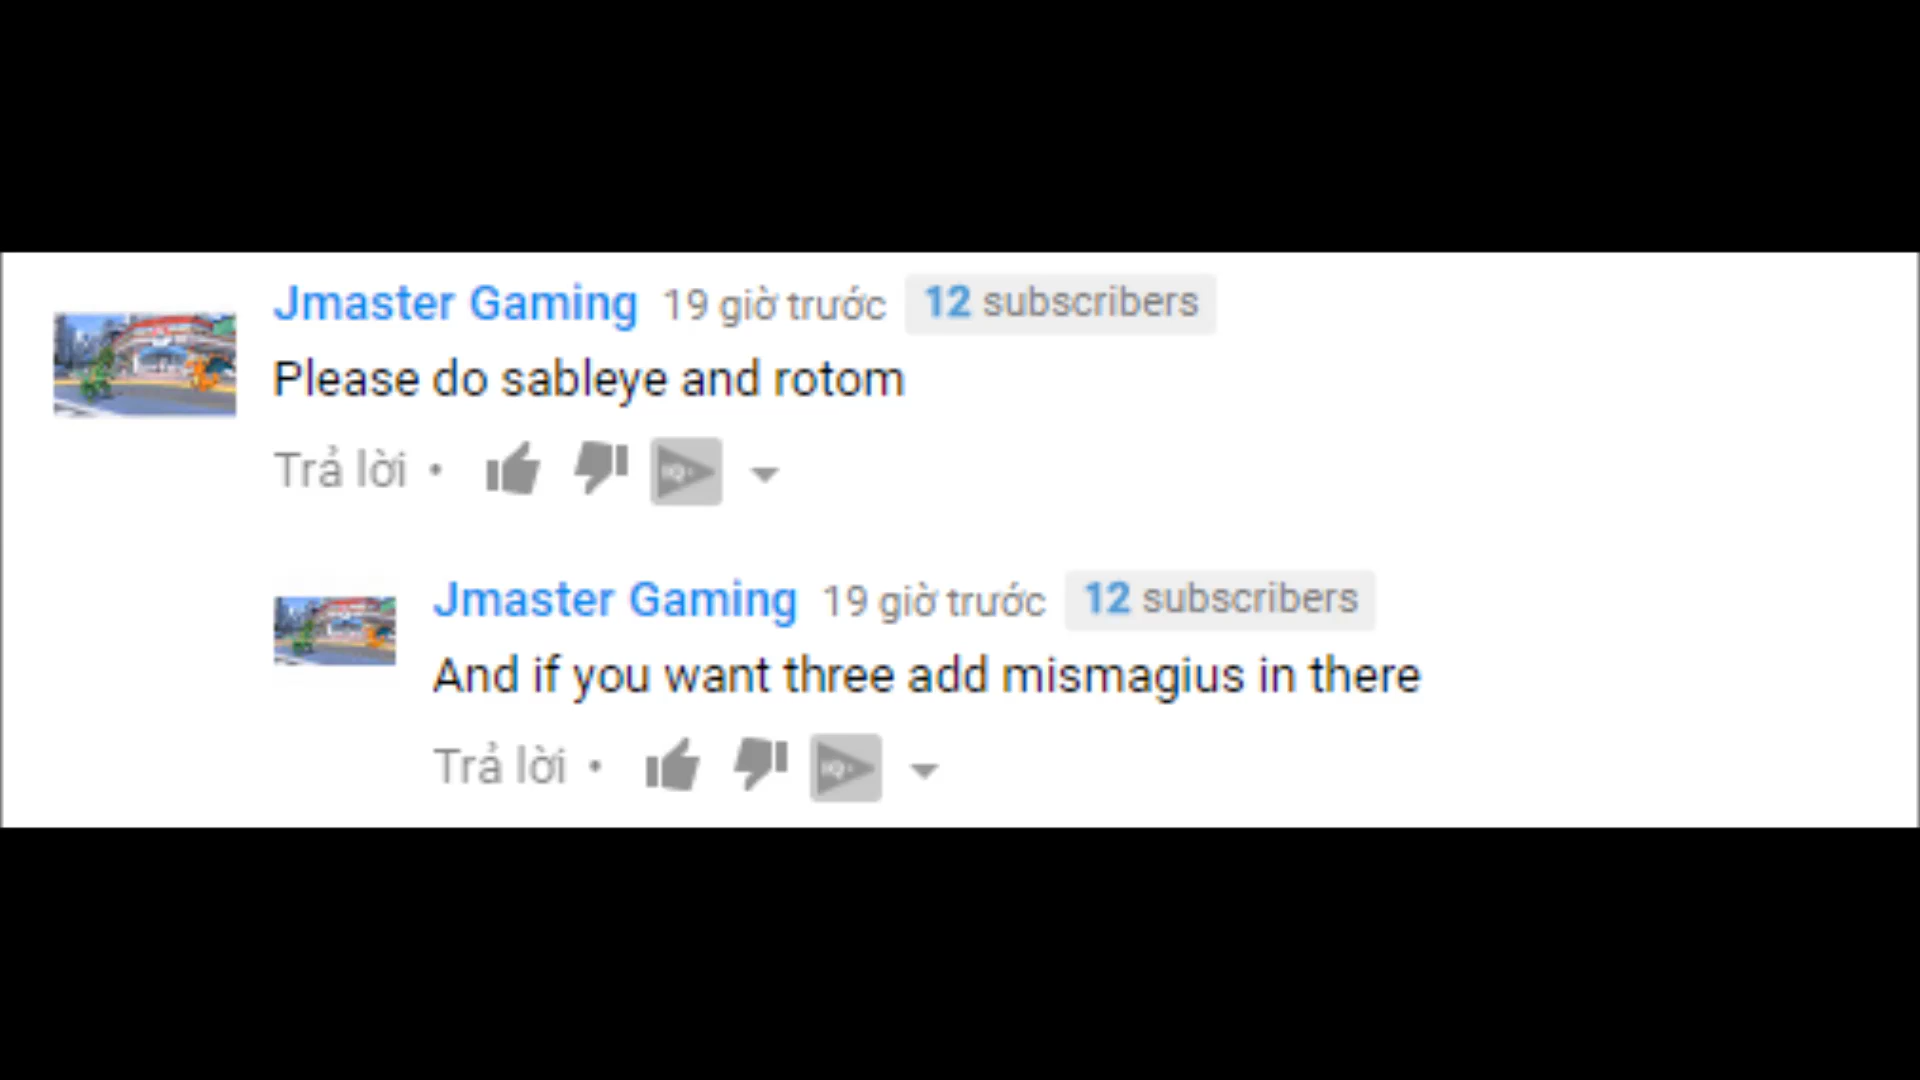 Jmaster Gaming 19 giờ trước 12 subscribers
Please do sableye and rotom
Trả lời •
Jmaster Gaming 19 giờ trước 12 subscribers
And if you want three add mismagius in there
Trả lời •